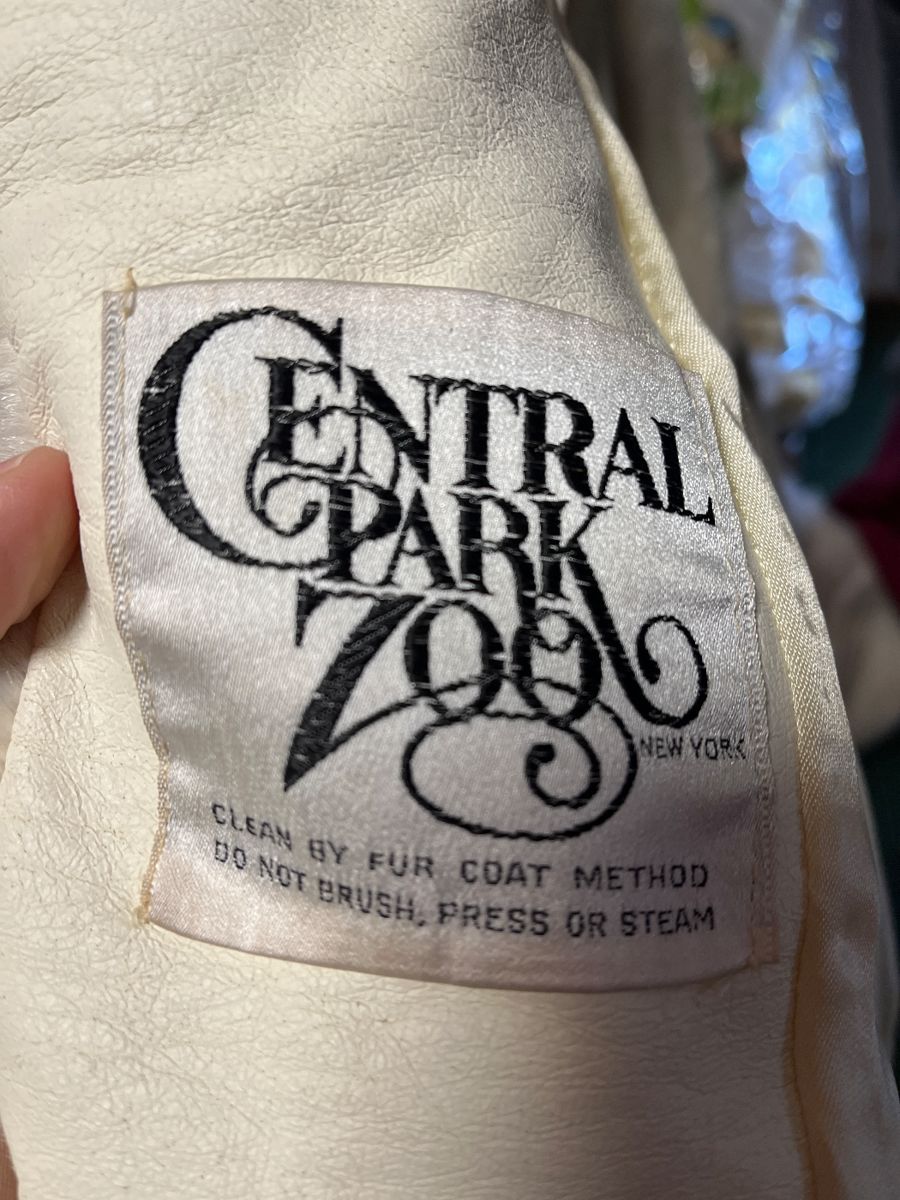 CENTRAL
PARK
ZOO
NEW YORK
CLEAN BY FUR COAT METHOD
DO NOT BRUSH, PRESS OR STEAM